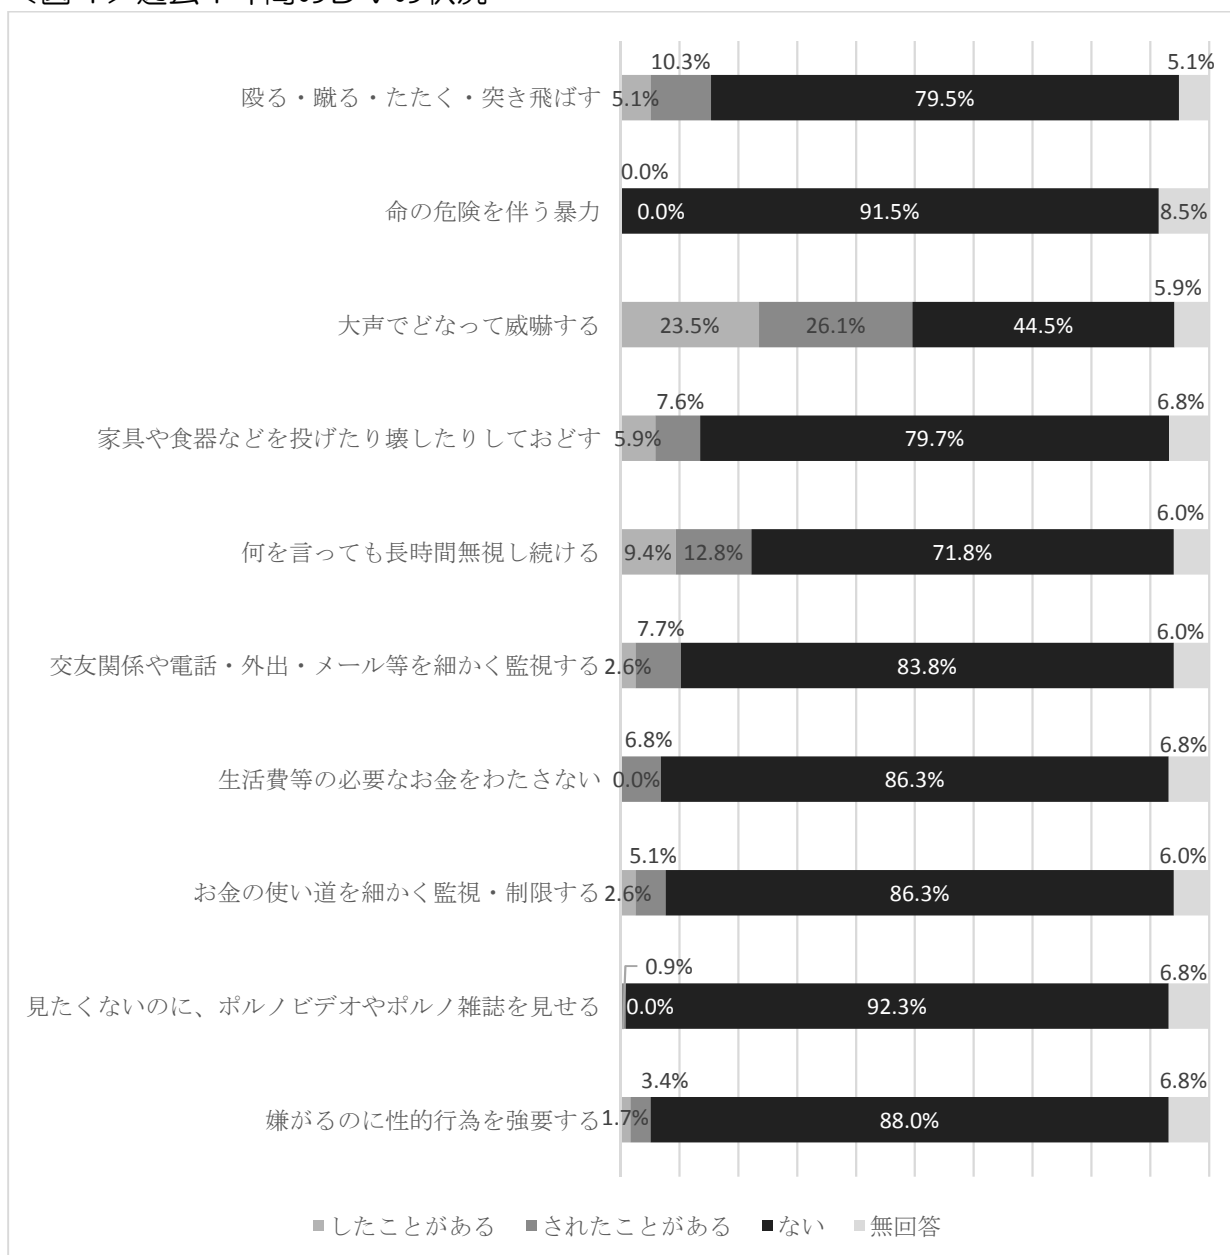 10.3% 5.1%
殴る・蹴る・たたく・突き飛ばす 5.1% 79.5%
0.0%
命の危険を伴う暴力 0.0% 91.5% 8.5%
5.9%
大声でどなって威嚇する 23.5% 26.1% 44.5%
7.6% 6.8%
家具や食器などを投げたり壊したりしておどす 5.9% 79.7%
6.0%
何を言っても長時間無視し続ける 9.4% 12.8% 71.8%
7.7% 6.0%
交友関係や電話・外出・メール等を細かく監視する 2.6% 83.8%
6.8% 6.8%
生活費等の必要なお金をわたさない 0.0% 86.3%
5.1% 6.0%
お金の使い道を細かく監視・制限する 2.6% 86.3%
0.9% 6.8%
見たくないのに、ポルノビデオやポルノ雑誌を見せる 0.0% 92.3%
3.4% 6.8%
嫌がるのに性的行為を強要する 1.7% 88.0%
したことがある されたことがある ない 無回答